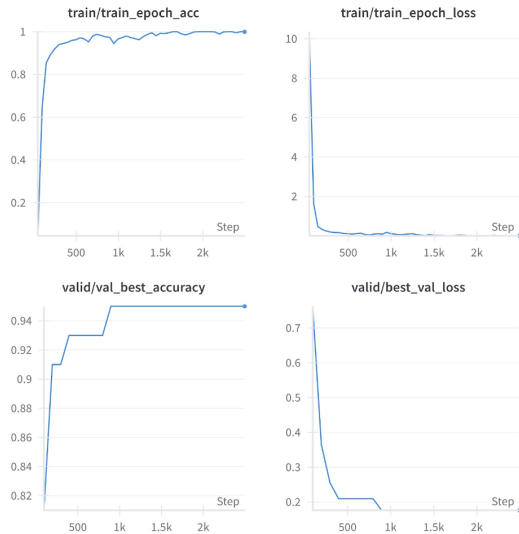 train/train_epoch_acc
1
0.8
0.6
0.4
0.2
Step
500 1k 1.5k 2k
train/train_epoch_loss
10
8
6
4
2
Step
500 1k 1.5k 2k
valid/val_best_accuracy
0.94
0.92
0.9
0.88
0.86
0.84
0.82
Step
500 1k 1.5k 2k
valid/best_val_loss
0.7
0.6
0.5
0.4
0.3
0.2
Step
500 1k 1.5k 2k